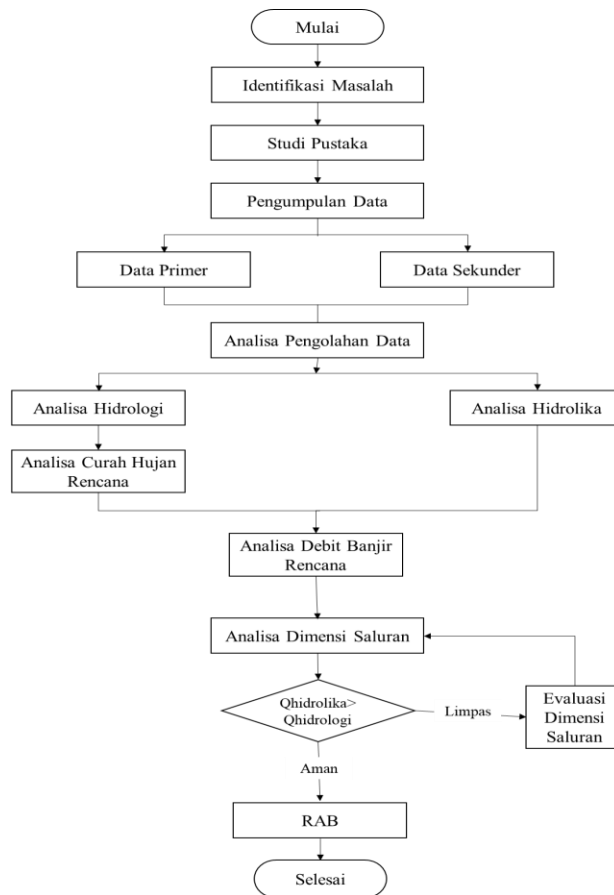 Mulai
Identifikasi Masalah
Studi Pustaka
Pengumpulan Data
Data Primer
Data Sekunder
Analisa Pengolahan Data
Analisa Hidrologi
Analisa Hidrolika
Analisa Curah Hujan
Rencana
Analisa Debit Banjir
Rencana
Analisa Dimensi Saluran
Qhidrolika>
Qhidrologi
Limpas
Evaluasi
Dimensi
Saluran
Aman
RAB
Selesai